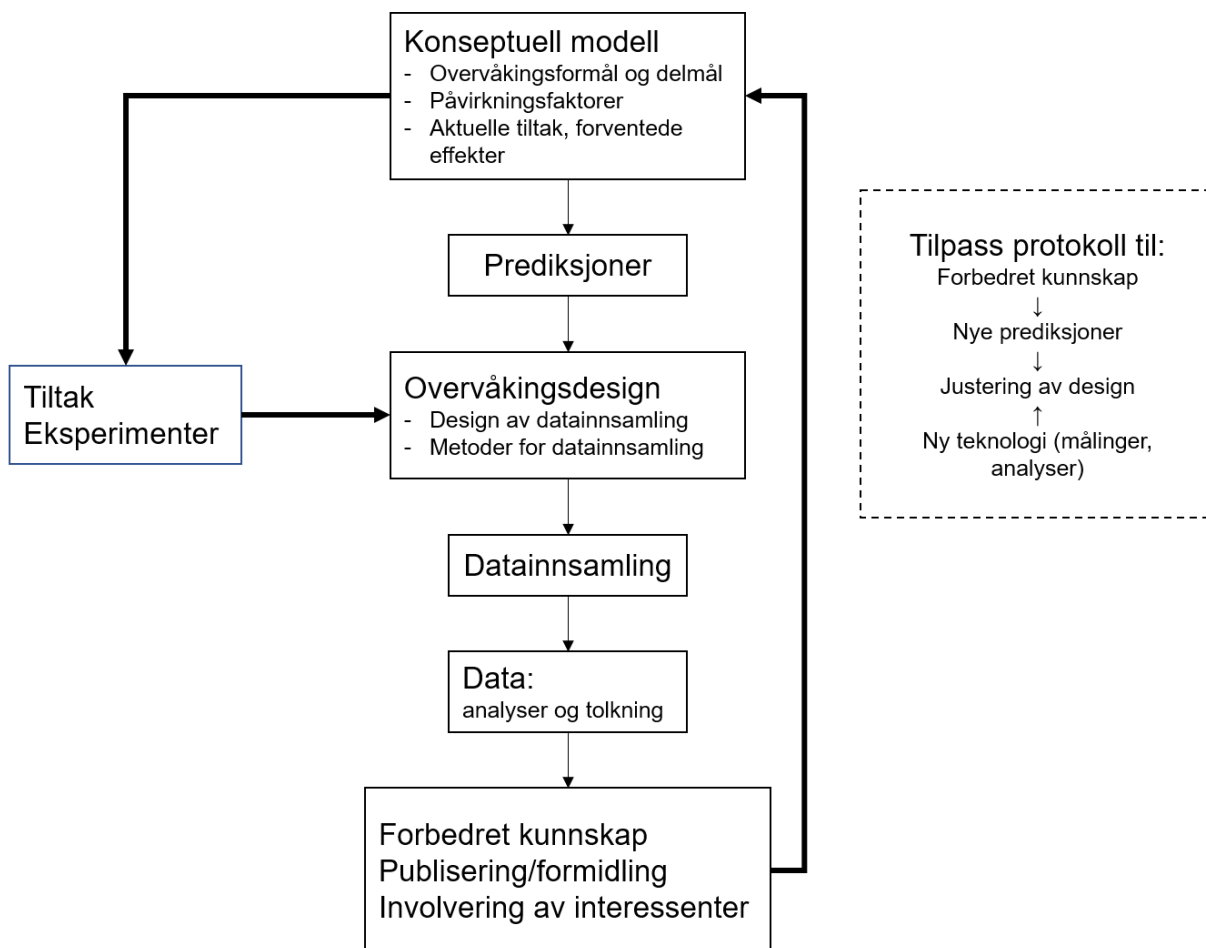 Konseptuell modell
- Overvåkingsformål og delmål
- Påvirkningsfaktorer
- Aktuelle tiltak, forventede
effekter
Prediksjoner
Tiltak
Eksperimenter
Overvåkingsdesign
- Design av datainnsamling
- Metoder for datainnsamling
Datainnsamling
Data:
analyser og tolkning
Forbedret kunnskap
Publisering/formidling
Involvering av interessenter
Tilpass protokoll til:
Forbedret kunnskap
↓
Nye prediksjoner
↓
Justering av design
↑
Ny teknologi (målinger,
analyser)